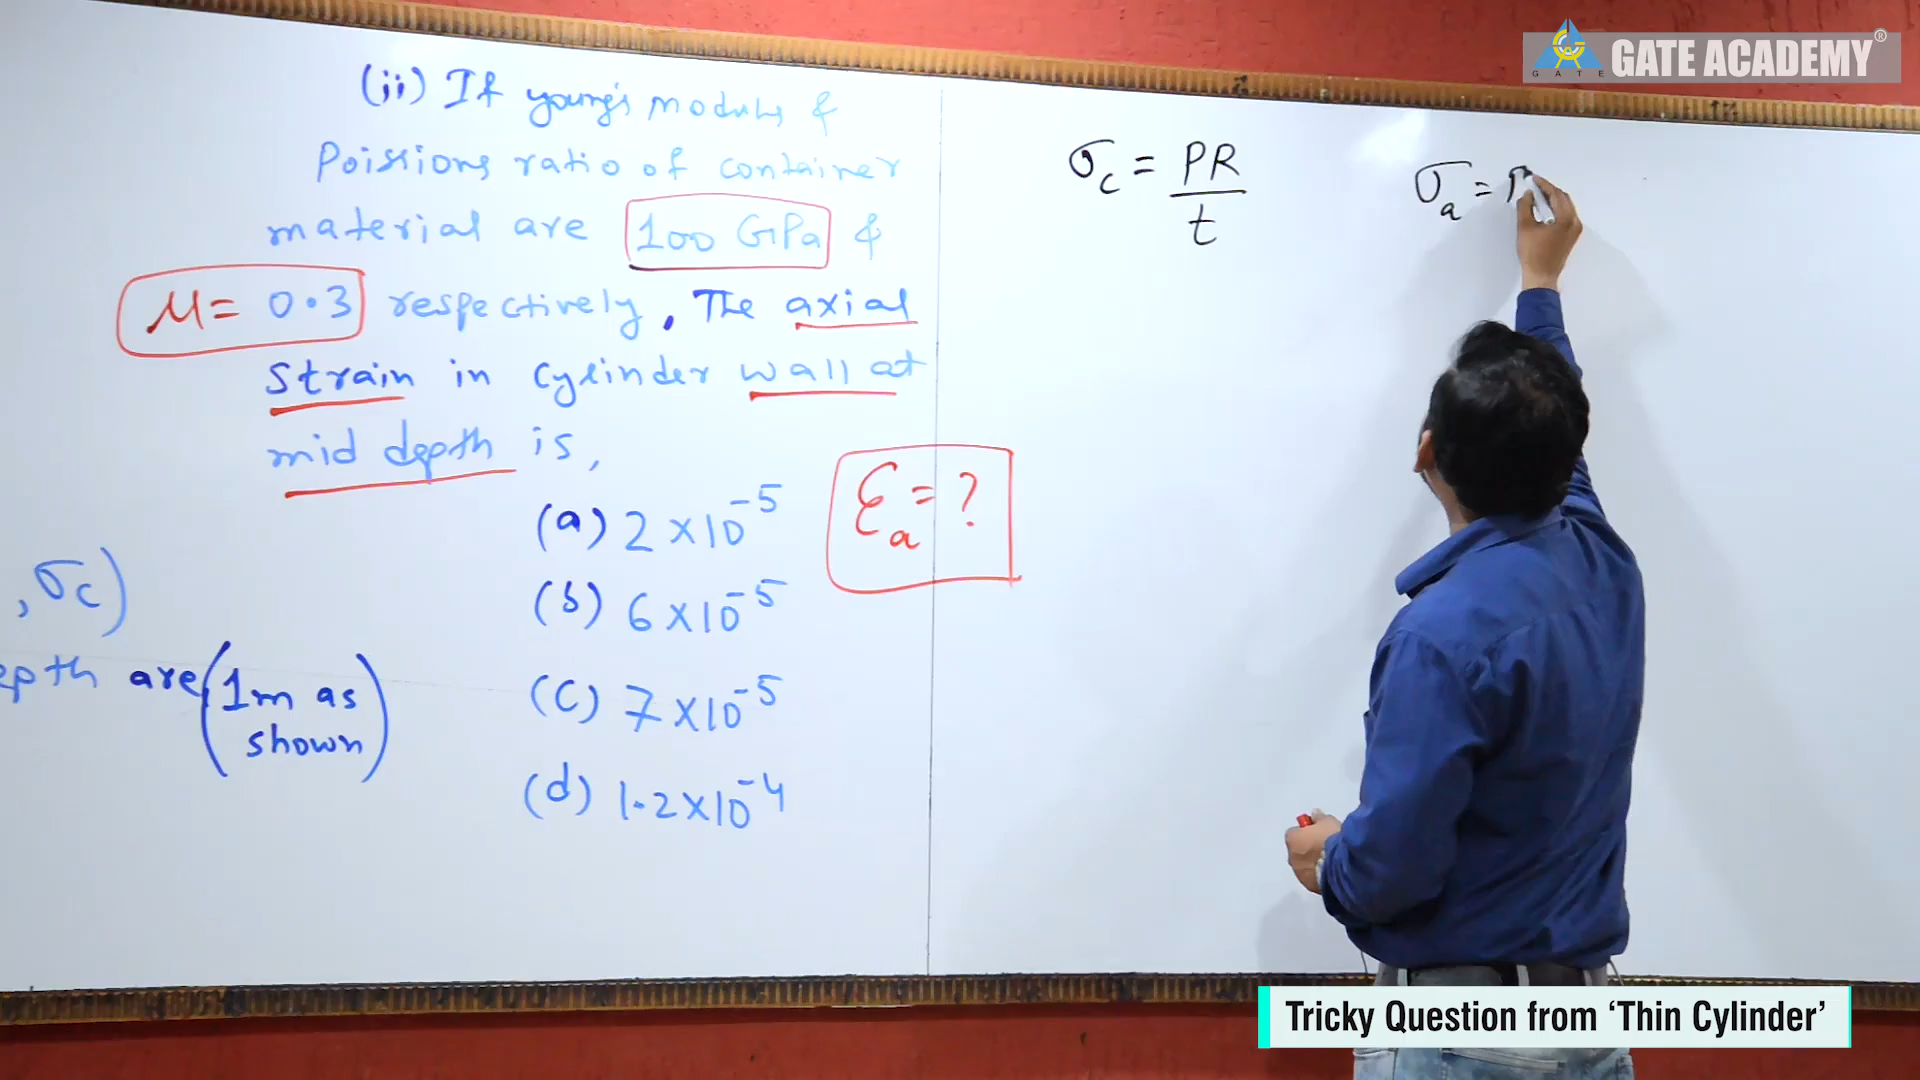 GATE ACADEMY®
GATE
(ii) If young's modulus &
Poissions ratio of container
material are 100 GPa &
μ = 0.3 respectively, The axial
strain in cylinder wall at
mid depth is,
(a) 2×10⁻⁵
(b) 6×10⁻⁵
(c) 7×10⁻⁵
(d) 1.2×10⁻⁴
ℰa = ?
, σc)
epth are (1m as
shown)
σc = PR
t
σa =
Tricky Question from ‘Thin Cylinder’